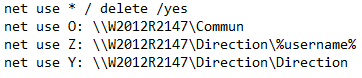 net use * / delete /yes
net use O: \\W2012R2147\Commun
net use Z: \\W2012R2147\Direction\%username%
net use Y: \\W2012R2147\Direction\Direction